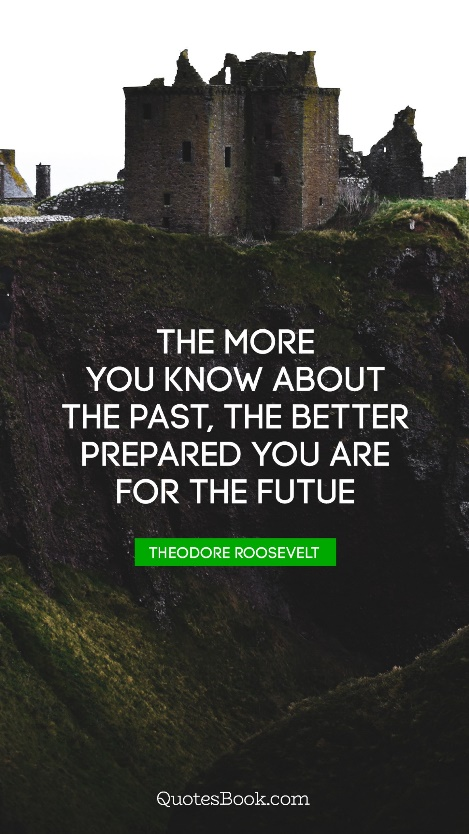 THE MORE
YOU KNOW ABOUT
THE PAST, THE BETTER
PREPARED YOU ARE
FOR THE FUTUE
THEODORE ROOSEVELT
QuotesBook.com